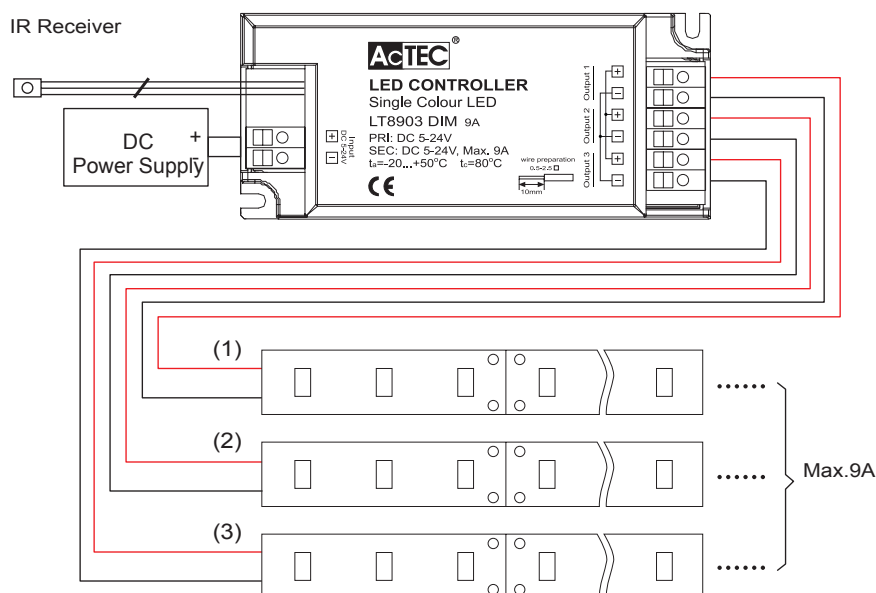 IR Receiver
AcTEC®
LED CONTROLLER
Single Colour LED
LT8903 DIM 9A
PRI: DC 5-24V
SEC: DC 5-24V, Max. 9A
ta=-20...+50°C tc=80°C
CE
wire preparation
0.5-2.5
10mm
DC
Power Supply
+
-
+
-
Input
DC 5-24V
Output 1
Output 2
Output 3
+
-
+
-
+
-
(1)
(2)
(3)
......
......
......
Max.9A